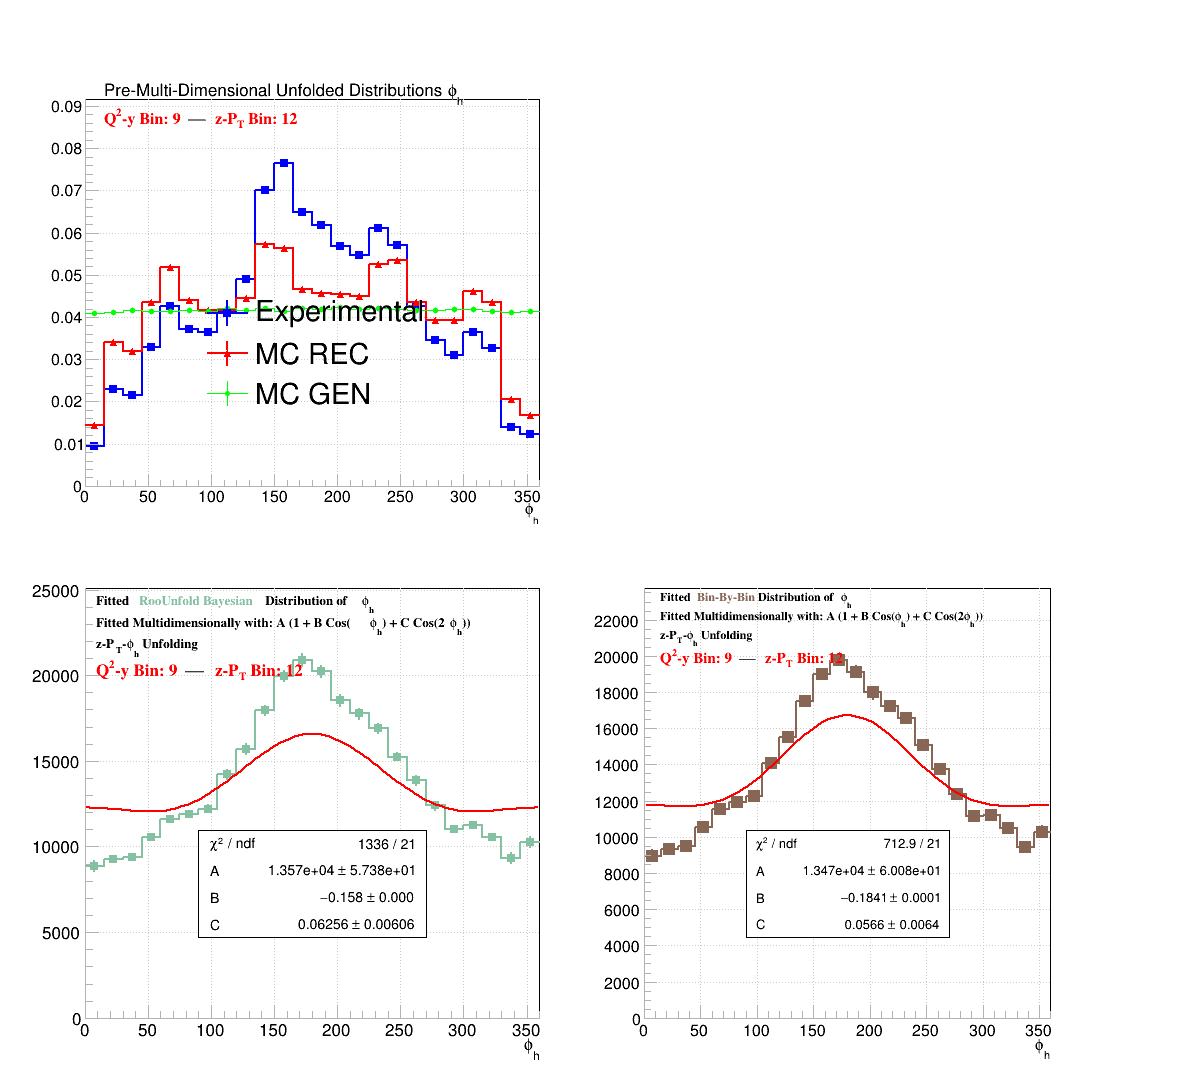 Pre-Multi-Dimensional Unfolded Distributions ϕh
Q2-y Bin: 9 — z-PT Bin: 12
0.09
0.08
0.07
0.06
0.05
0.04
0.03
0.02
0.01
0
Experimental
MC REC
MC GEN
0 50 100 150 200 250 300 350
ϕh
25000
20000
15000
10000
5000
0
Fitted RooUnfold Bayesian Distribution of ϕh
Fitted Multidimensionally with: A (1 + B Cos( ϕh) + C Cos(2 ϕh))
z-PT-ϕh Unfolding
Q2-y Bin: 9 — z-PT Bin: 12
χ2 / ndf 1336 / 21
A 1.357e+04 ± 5.738e+01
B −0.158 ± 0.000
C 0.06256 ± 0.00606
0 50 100 150 200 250 300 350
ϕh
22000
20000
18000
16000
14000
12000
10000
8000
6000
4000
2000
0
Fitted Bin-By-Bin Distribution of ϕh
Fitted Multidimensionally with: A (1 + B Cos(ϕh) + C Cos(2ϕh))
z-PT-ϕh Unfolding
Q2-y Bin: 9 — z-PT Bin: 12
χ2 / ndf 712.9 / 21
A 1.347e+04 ± 6.008e+01
B −0.1841 ± 0.0001
C 0.0566 ± 0.0064
0 50 100 150 200 250 300 350
ϕh